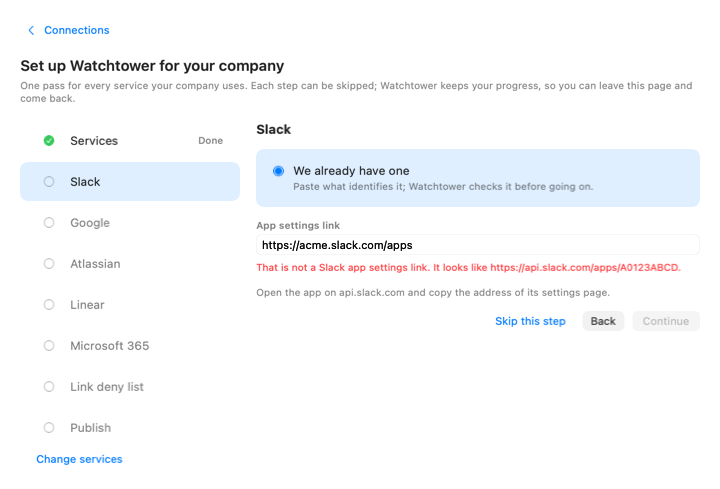 Connections
Set up Watchtower for your company
One pass for every service your company uses. Each step can be skipped; Watchtower keeps your progress, so you can leave this page and
come back.
Services Done
Slack
Google
Atlassian
Linear
Microsoft 365
Link deny list
Publish
Change services
Slack
We already have one
Paste what identifies it; Watchtower checks it before going on.
App settings link
https://acme.slack.com/apps
That is not a Slack app settings link. It looks like https://api.slack.com/apps/A0123ABCD.
Open the app on api.slack.com and copy the address of its settings page.
Skip this step Back Continue